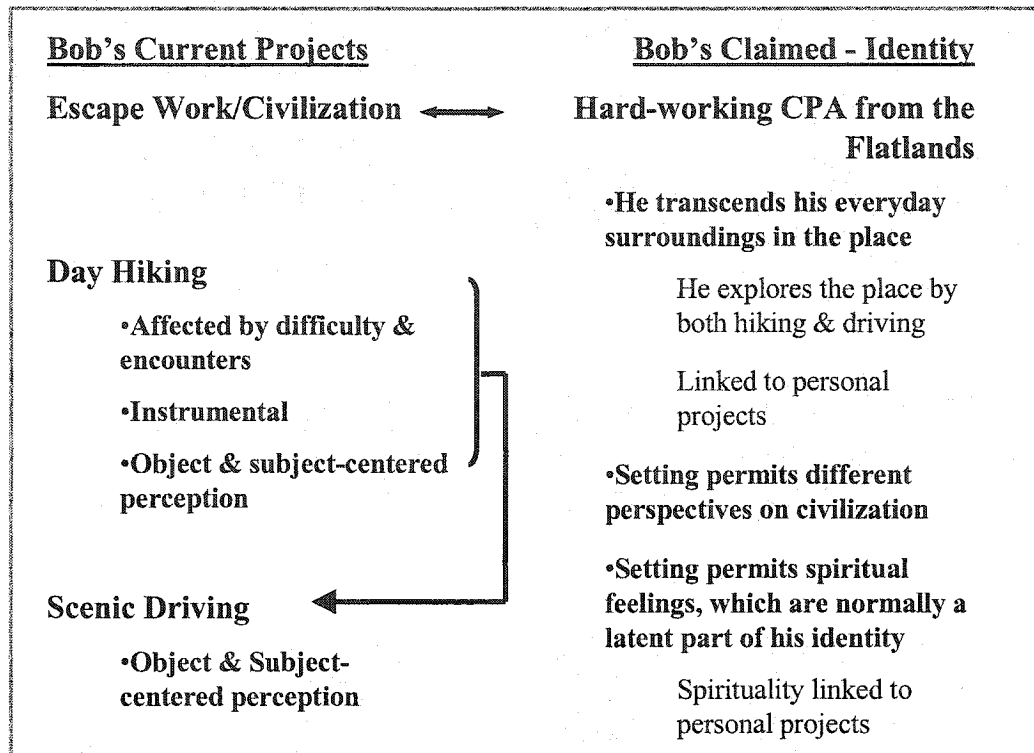 Bob's Current Projects
Escape Work/Civilization
Day Hiking
•Affected by difficulty &
encounters
•Instrumental
•Object & subject-centered
perception
Scenic Driving
•Object & Subject-
centered perception
Bob's Claimed - Identity
Hard-working CPA from the
Flatlands
•He transcends his everyday
surroundings in the place
He explores the place by
both hiking & driving
Linked to personal
projects
•Setting permits different
perspectives on civilization
•Setting permits spiritual
feelings, which are normally a
latent part of his identity
Spirituality linked to
personal projects